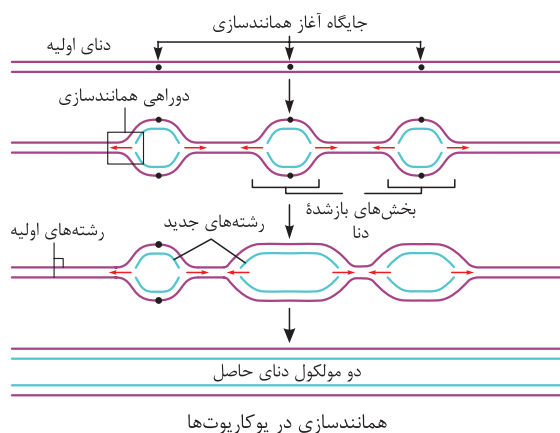 جایگاه آغاز همانندسازی
دنای اولیه
دوراهی همانندسازی
بخش‌های بازشدهٔ
دنا
رشته‌های جدید
رشته‌های اولیه
دو مولکول دنای حاصل
همانندسازی در یوکاریوت‌ها